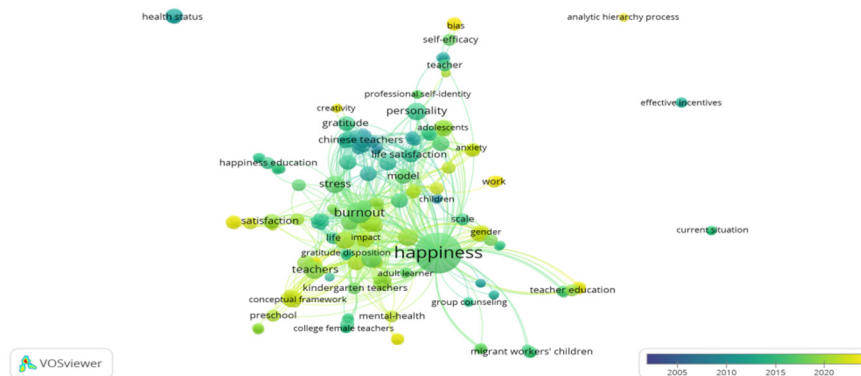 health status
analytic hierarchy process
bias
self-efficacy
teacher
professional self-identity
effective incentives
creativity
personality
gratitude
adolescents
chinese teachers
anxiety
life satisfaction
happiness education
model
stress
work
children
burnout
satisfaction
scale
life
impact
gender
current situation
gratitude disposition
happiness
teachers
adult learner
kindergarten teachers
teacher education
conceptual framework
group counseling
preschool
mental-health
college female teachers
migrant workers' children
VOSviewer
2005 2010 2015 2020